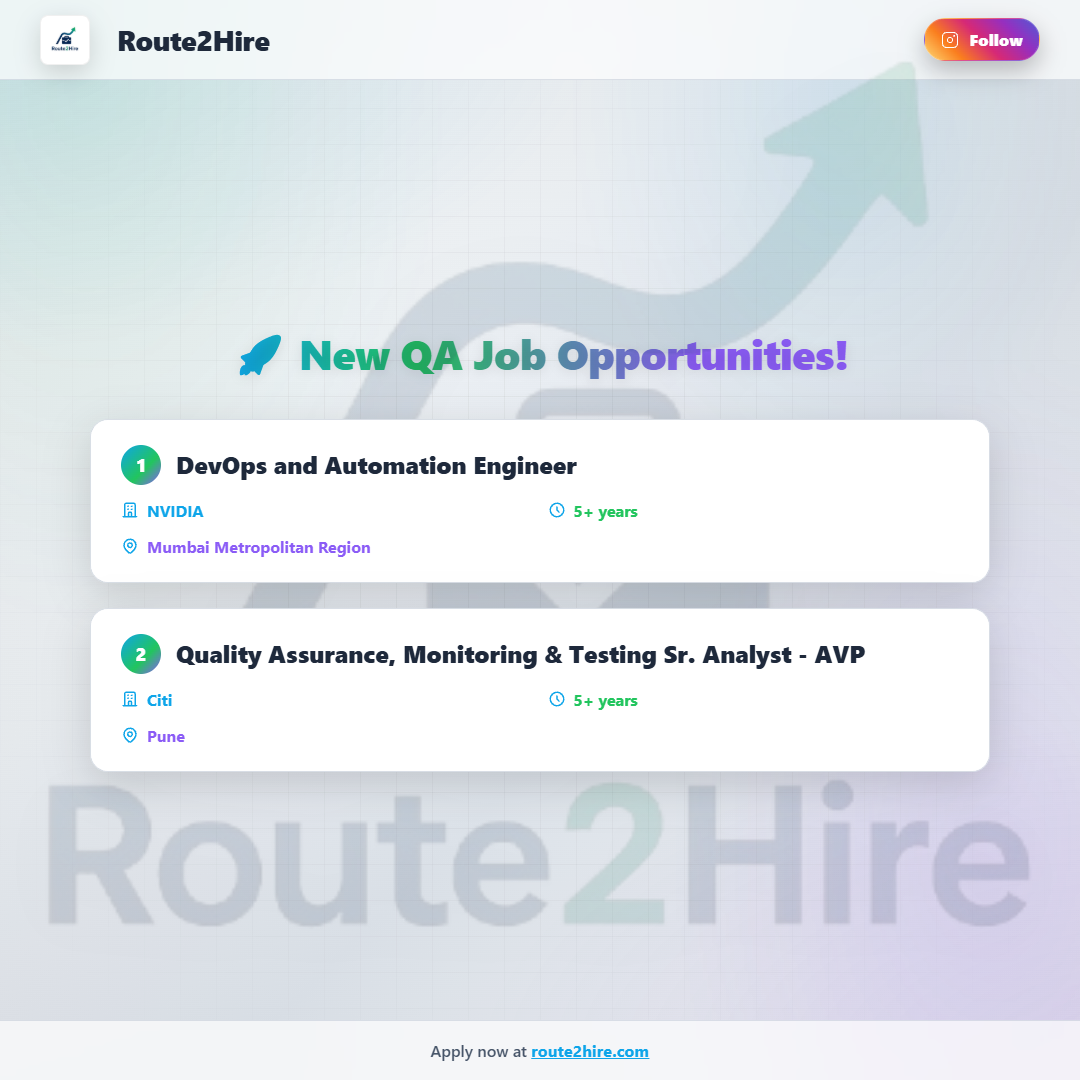 Route2Hire
Route2Hire
Follow
New QA Job Opportunities!
1
DevOps and Automation Engineer
NVIDIA
5+ years
Mumbai Metropolitan Region
2
Quality Assurance, Monitoring & Testing Sr. Analyst - AVP
Citi
5+ years
Pune
Route2Hire
Apply now at route2hire.com